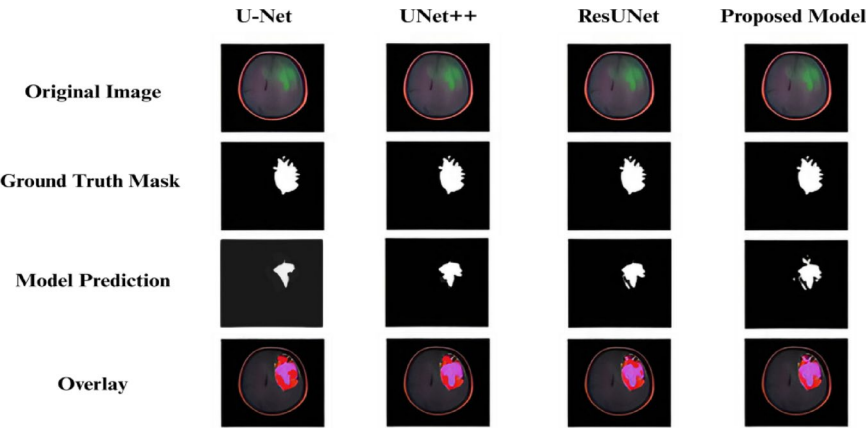 U-Net UNet++ ResUNet Proposed Model
Original Image
Ground Truth Mask
Model Prediction
Overlay